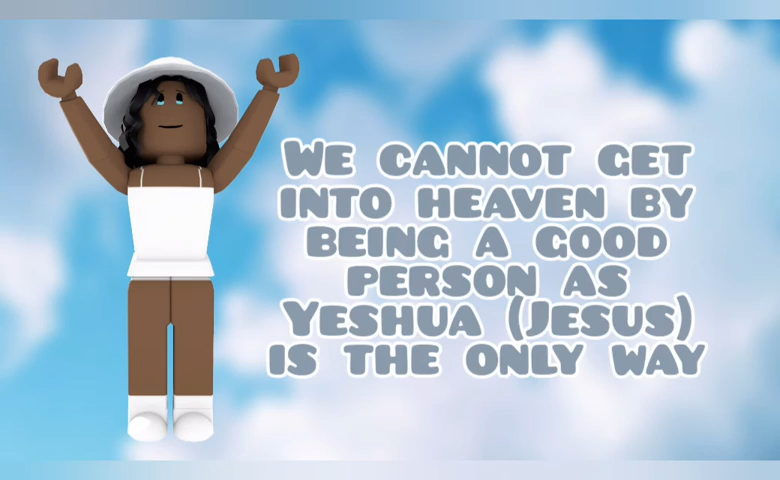 We cannot get
into heaven by
being a good
person as
Yeshua (Jesus)
is the only way